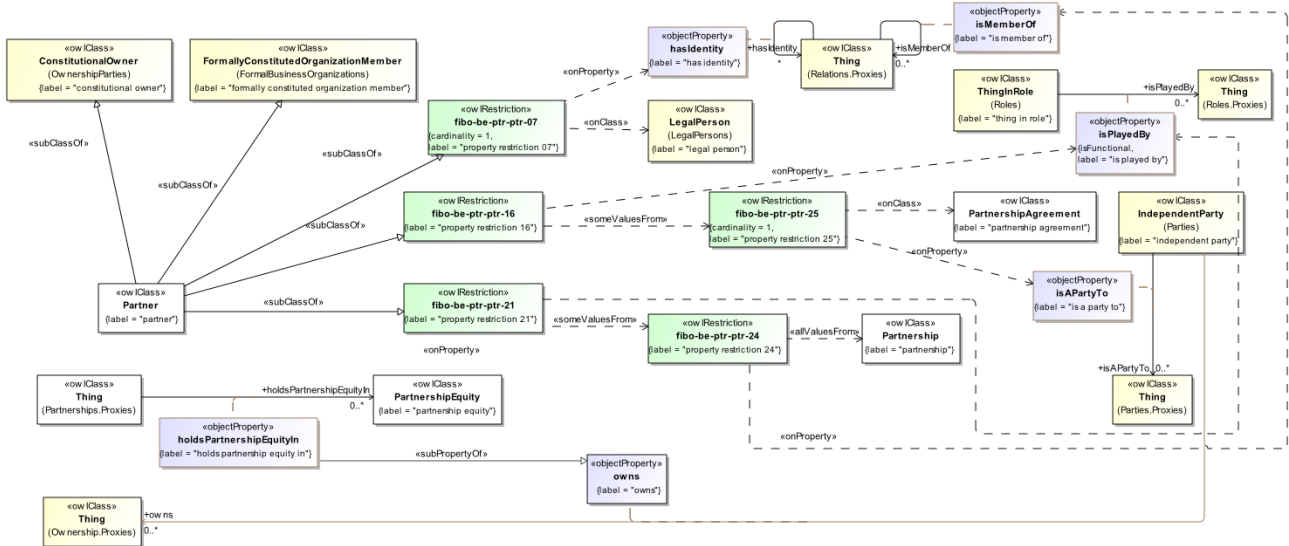 «objectProperty»
isMemberOf
{label = "is member of"}
«objectProperty»
hasIdentity
{label = "has identity"}
+hasIdentity
*
«owlClass»
Thing
(Relations.Proxies)
+isMemberOf
0..*
«owlClass»
ConstitutionalOwner
(OwnershipParties)
{label = "constitutional owner"}
«owlClass»
FormallyConstitutedOrganizationMember
(FormalBusinessOrganizations)
{label = "formally constituted organization member"}
«onProperty»
«owlClass»
ThingInRole
(Roles)
{label = "thing in role"}
+isPlayedBy
0..*
«owlClass»
Thing
(Roles.Proxies)
«owlRestriction»
fibo-be-ptr-ptr-07
{cardinality = 1,
label = "property restriction 07"}
«onClass»
«owlClass»
LegalPerson
(LegalPersons)
{label = "legal person"}
«objectProperty»
isPlayedBy
{isFunctional,
label = "is played by"}
«subClassOf»
«subClassOf»
«subClassOf»
«onProperty»
«owlRestriction»
fibo-be-ptr-ptr-16
{label = "property restriction 16"}
«someValuesFrom»
«owlRestriction»
fibo-be-ptr-ptr-25
{cardinality = 1,
label = "property restriction 25"}
«onClass»
«owlClass»
PartnershipAgreement
{label = "partnership agreement"}
«owlClass»
IndependentParty
(Parties)
{label = "independent party"}
«subClassOf»
«onProperty»
«objectProperty»
isAPartyTo
{label = "is a party to"}
«owlClass»
Partner
{label = "partner"}
«subClassOf»
«owlRestriction»
fibo-be-ptr-ptr-21
{label = "property restriction 21"}
«someValuesFrom»
«owlRestriction»
fibo-be-ptr-ptr-24
{label = "property restriction 24"}
«allValuesFrom»
«owlClass»
Partnership
{label = "partnership"}
«onProperty»
+isAPartyTo
0..*
«owlClass»
Thing
(Parties.Proxies)
«owlClass»
Thing
(Partnerships.Proxies)
+holdsPartnershipEquityIn
0..*
«owlClass»
PartnershipEquity
{label = "partnership equity"}
«objectProperty»
holdsPartnershipEquityIn
{label = "holds partnership equity in"}
«onProperty»
«subPropertyOf»
«objectProperty»
owns
{label = "owns"}
«owlClass»
Thing
(Ownership.Proxies)
+owns
0..*